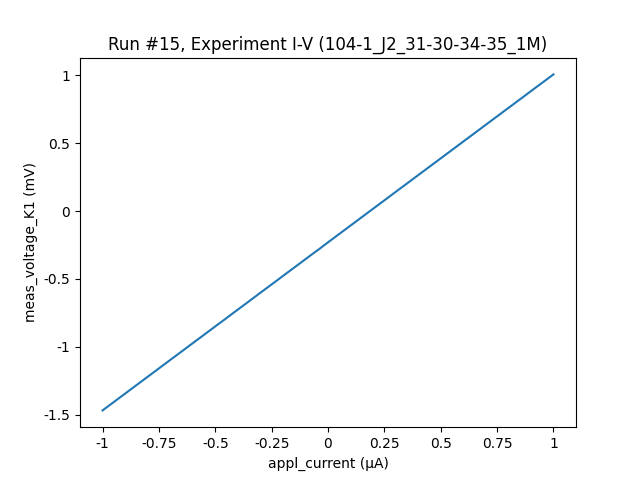 Run #15, Experiment I-V (104-1_J2_31-30-34-35_1M)
1
0.5
0
-0.5
-1
-1.5
meas_voltage_K1 (mV)
-1 -0.75 -0.5 -0.25 0 0.25 0.5 0.75 1
appl_current (μA)